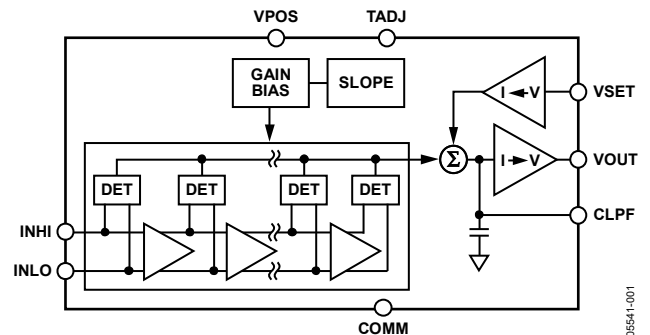 VPOS TADJ
GAIN
BIAS
SLOPE
I V VSET
Σ
I V VOUT
DET DET DET DET
CLPF
INHI
INLO
COMM
05541-001